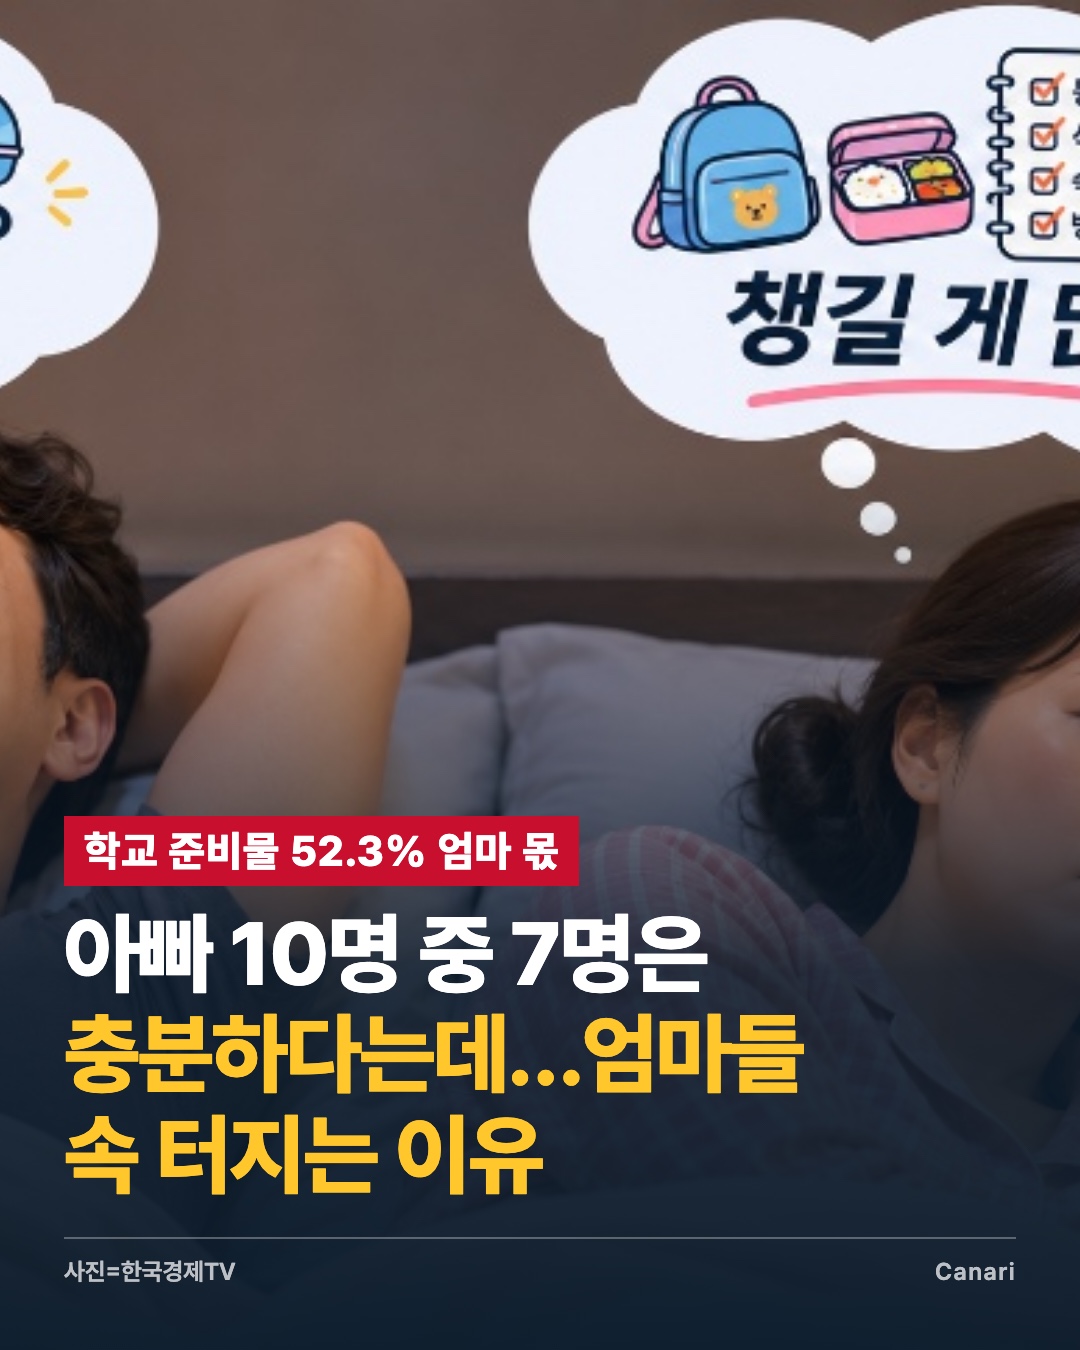 챙길 게
학교 준비물 52.3% 엄마 몫
아빠 10명 중 7명은
충분하다는데...엄마들
속 터지는 이유
사진=한국경제TV
Canari